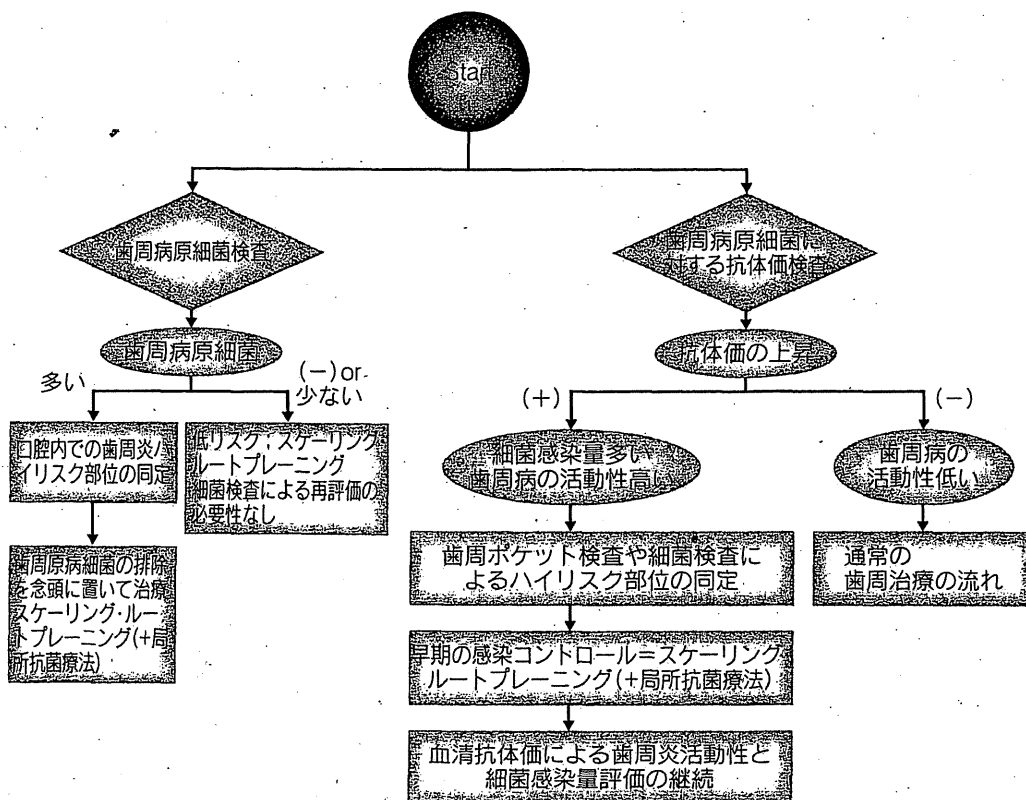 Start
歯周病原細菌検査
歯周病原細菌に
対する抗体価検査
歯周病原細菌
抗体価の上昇
多い
(−)or
少ない
(+)
(−)
口腔内での歯周炎ハ
イリスク部位の同定
低リスク;スケーリング
ルートプレーニング
細菌検査による再評価の
必要性なし
細菌感染量多い
歯周病の活動性高い
歯周病の
活動性低い
歯周原病細菌の排除
を念頭に置いて治療
スケーリング・ルー
トプレーニング(+局
所抗菌療法)
歯周ポケット検査や細菌検査に
よるハイリスク部位の同定
通常の
歯周治療の流れ
早期の感染コントロール=スケーリング
ルートプレーニング(+局所抗菌療法)
血清抗体価による歯周炎活動性と
細菌感染量評価の継続